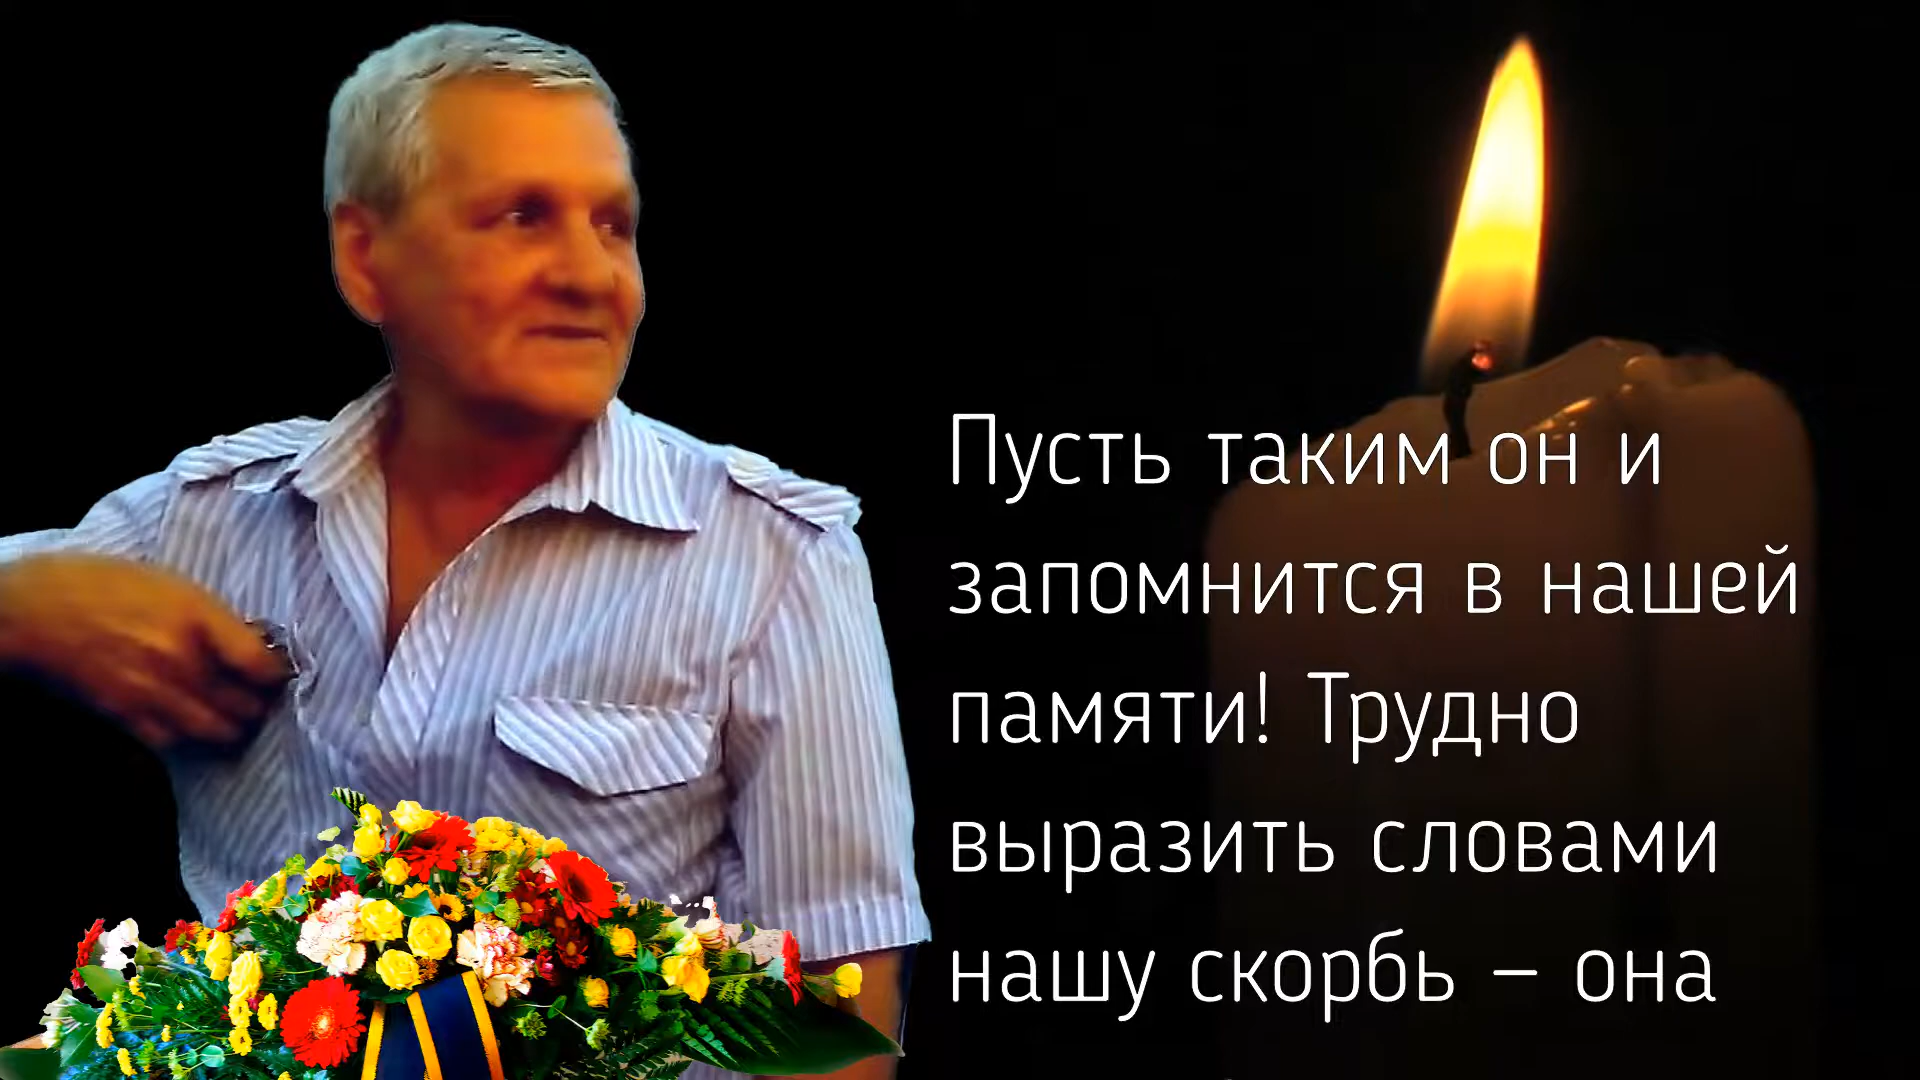 Пусть таким он и
запомнится в нашей
памяти! Трудно
выразить словами
нашу скорбь – она